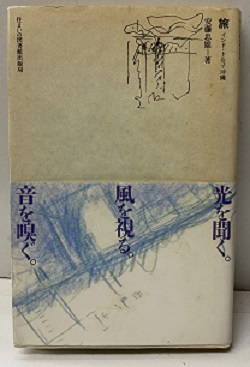 旅
インド・トルコ・沖縄
安藤忠雄=著
住まいの図書館出版局
光を聞く。
風を視る。
音を嗅ぐ。